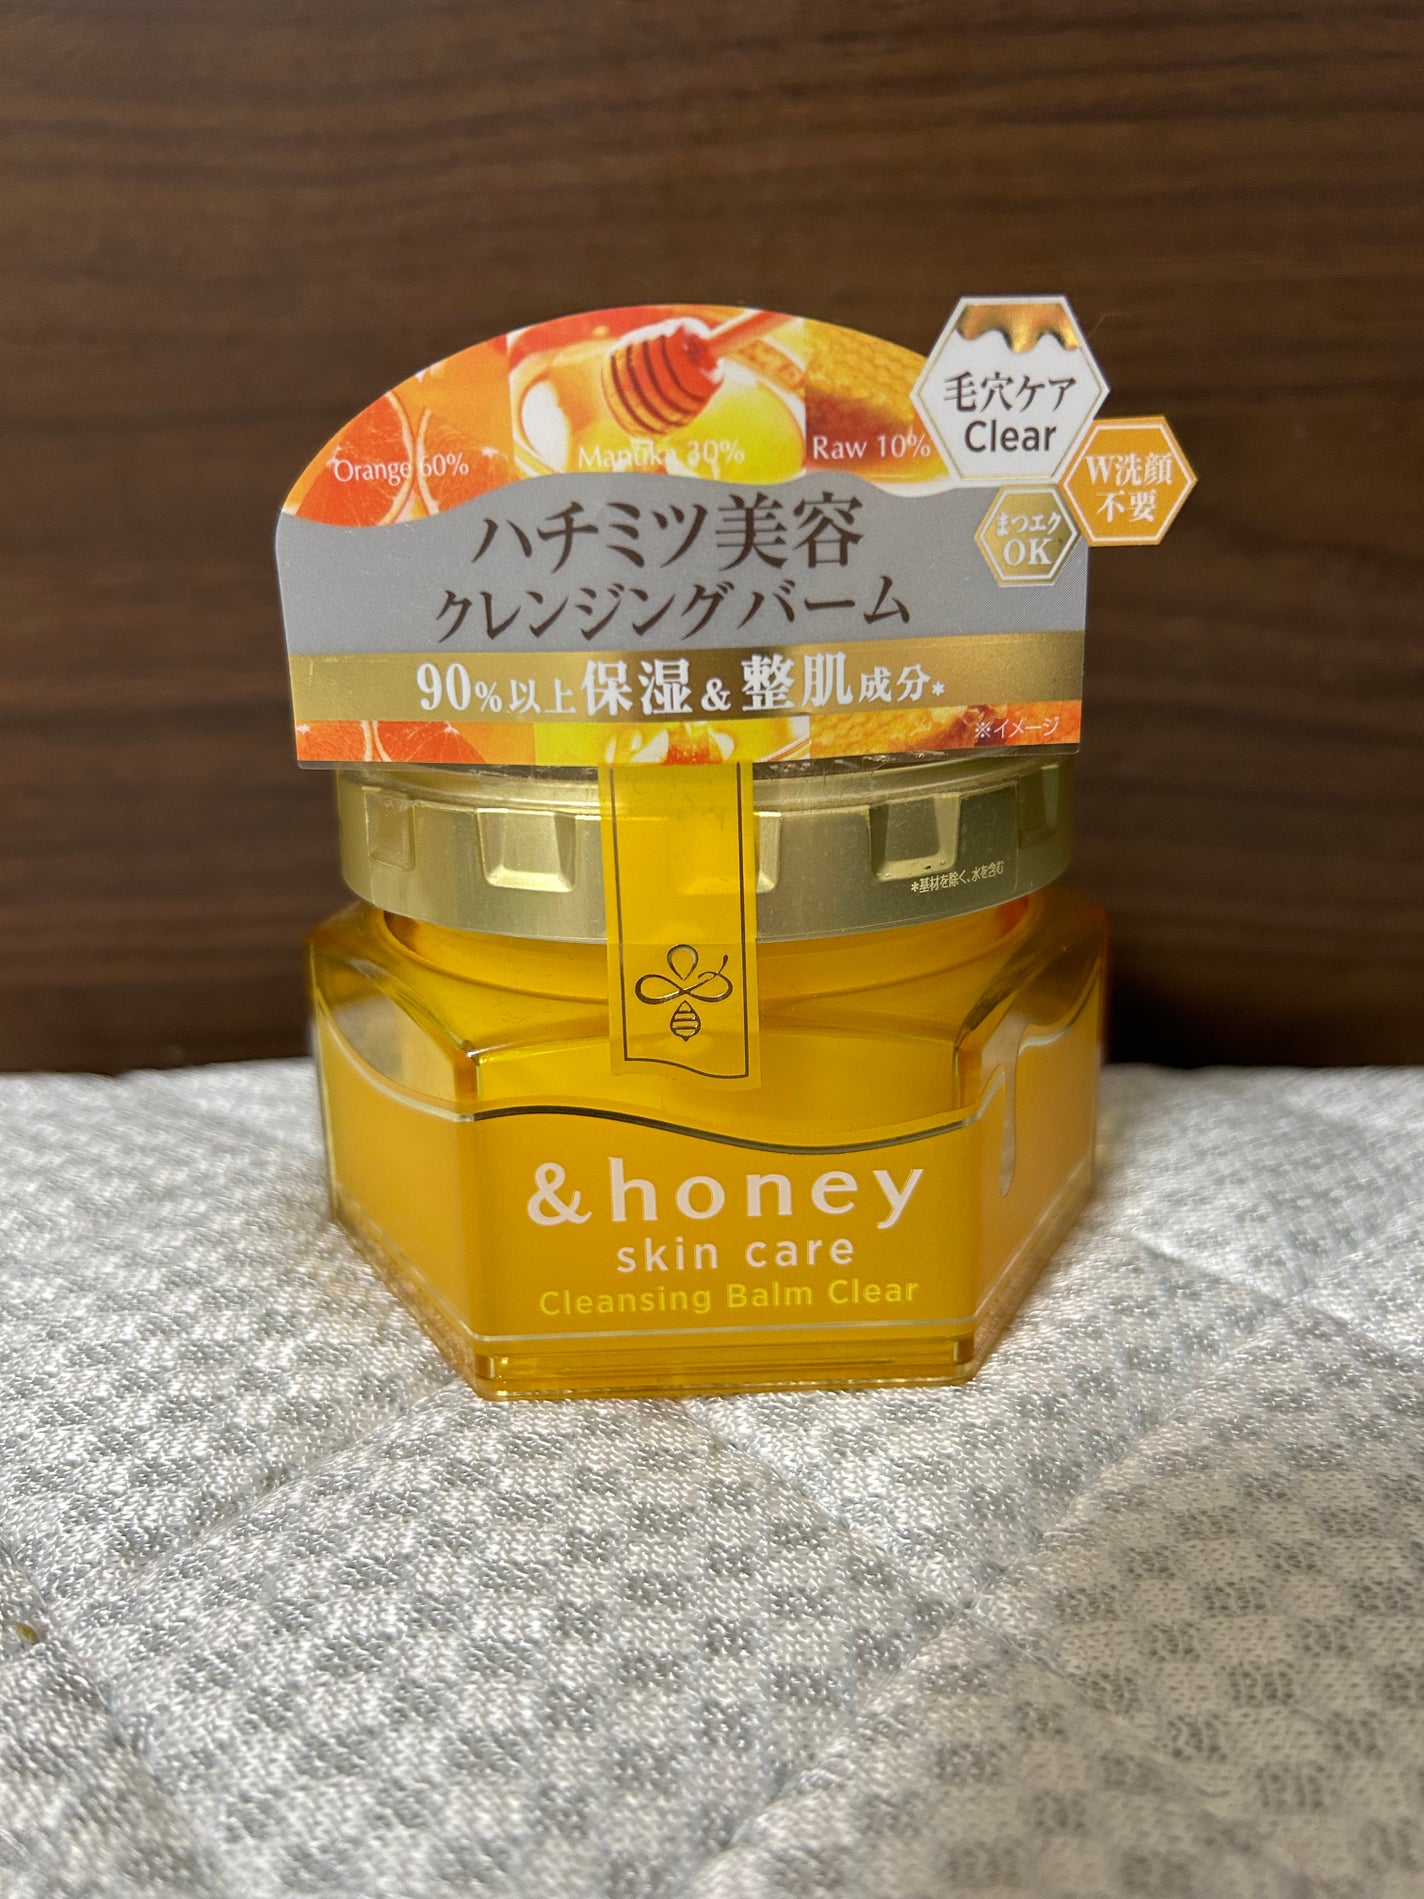 Orange 60%
Manuka 30%
Raw 10%
毛穴ケア
Clear
W洗顔
不要
まつエク
OK
ハチミツ美容
クレンジングバーム
90%以上保湿&整肌成分*
※イメージ
*基材を除く、水を含む
&honey
skin care
Cleansing Balm Clear